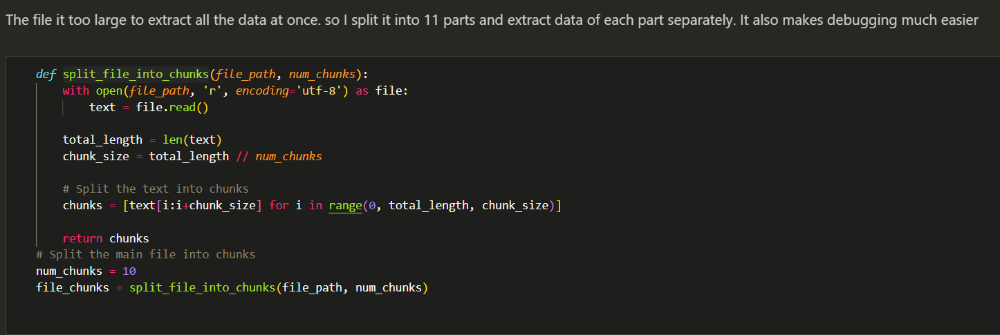 The file it too large to extract all the data at once. so I split it into 11 parts and extract data of each part separately. It also makes debugging much easier
def split_file_into_chunks(file_path, num_chunks):
    with open(file_path, 'r', encoding='utf-8') as file:
        text = file.read()
    total_length = len(text)
    chunk_size = total_length // num_chunks
    # Split the text into chunks
    chunks = [text[i:i+chunk_size] for i in range(0, total_length, chunk_size)]
    return chunks
# Split the main file into chunks
num_chunks = 10
file_chunks = split_file_into_chunks(file_path, num_chunks)